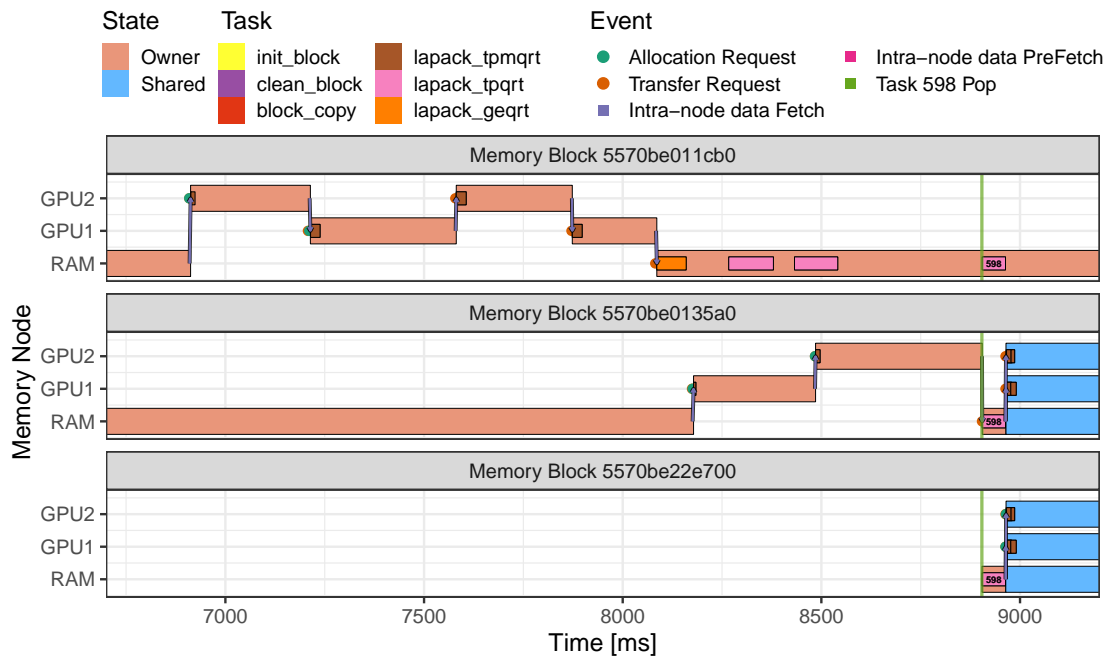 State Task Event
Owner init_block lapack_tpmqrt Allocation Request Intra−node data PreFetch
Shared clean_block lapack_tpqrt Transfer Request Task 598 Pop
block_copy lapack_geqrt Intra−node data Fetch
Memory Node
Memory Block 5570be011cb0
GPU2
GPU1
RAM 598
Memory Block 5570be0135a0
GPU2
GPU1
RAM 598
Memory Block 5570be22e700
GPU2
GPU1
RAM 598
7000 7500 8000 8500 9000
Time [ms]